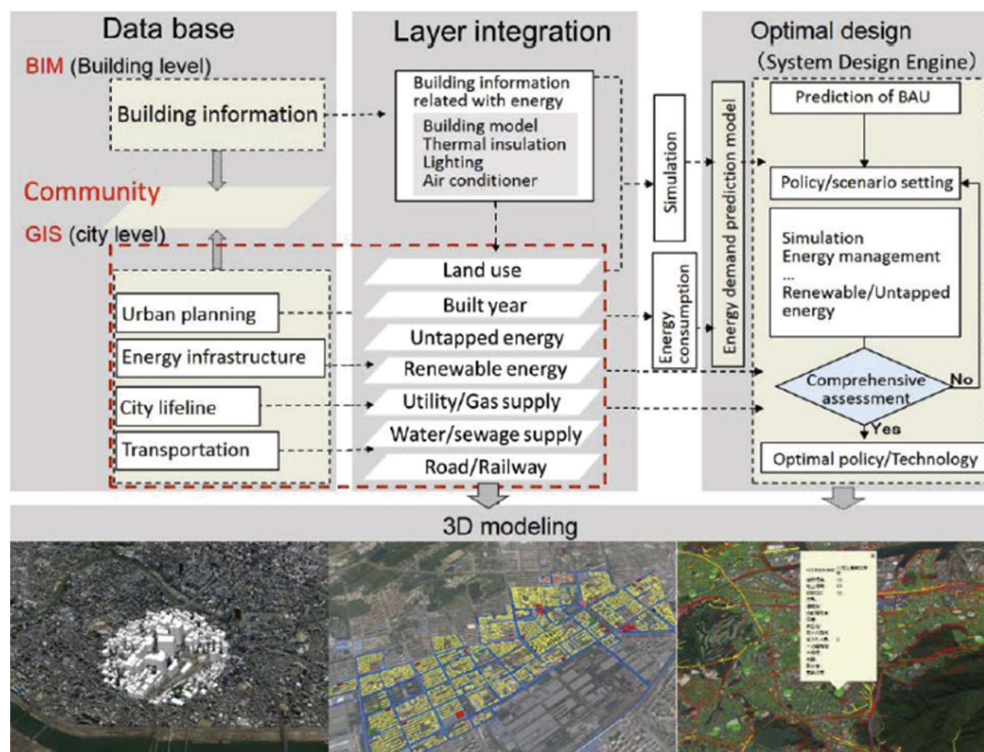 Data base
BIM (Building level)
Building information
Community
GIS (city level)
Urban planning
Energy infrastructure
City lifeline
Transportation
Layer integration
Building information
related with energy
Building model
Thermal insulation
Lighting
Air conditioner
Land use
Built year
Untapped energy
Renewable energy
Utility/Gas supply
Water/sewage supply
Road/Railway
Simulation
Energy
consumption
Energy demand prediction model
Optimal design
(System Design Engine)
Prediction of BAU
Policy/scenario setting
Simulation
Energy management
...
Renewable/Untapped
energy
Comprehensive
assessment
No
Yes
Optimal policy/Technology
3D modeling